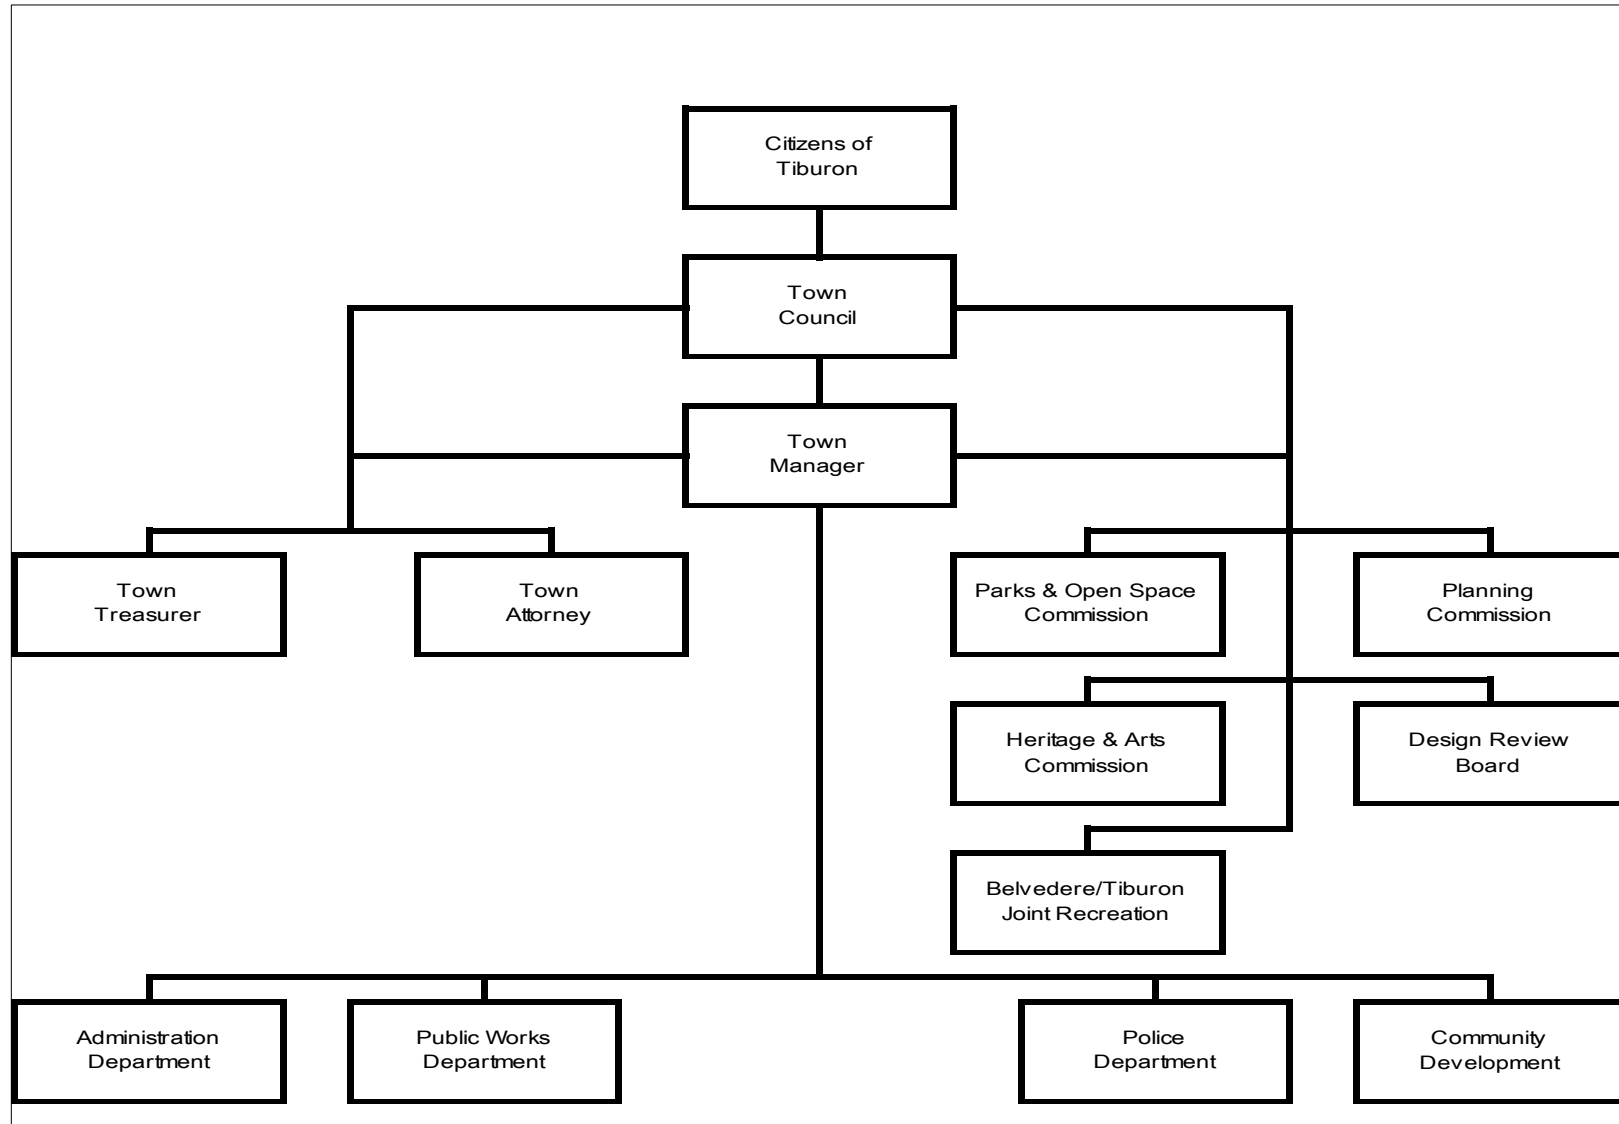 Citizens of
Tiburon
Town
Council
Town
Manager
Town
Treasurer
Town
Attorney
Parks & Open Space
Commission
Planning
Commission
Heritage & Arts
Commission
Design Review
Board
Belvedere/Tiburon
Joint Recreation
Administration
Department
Public Works
Department
Police
Department
Community
Development